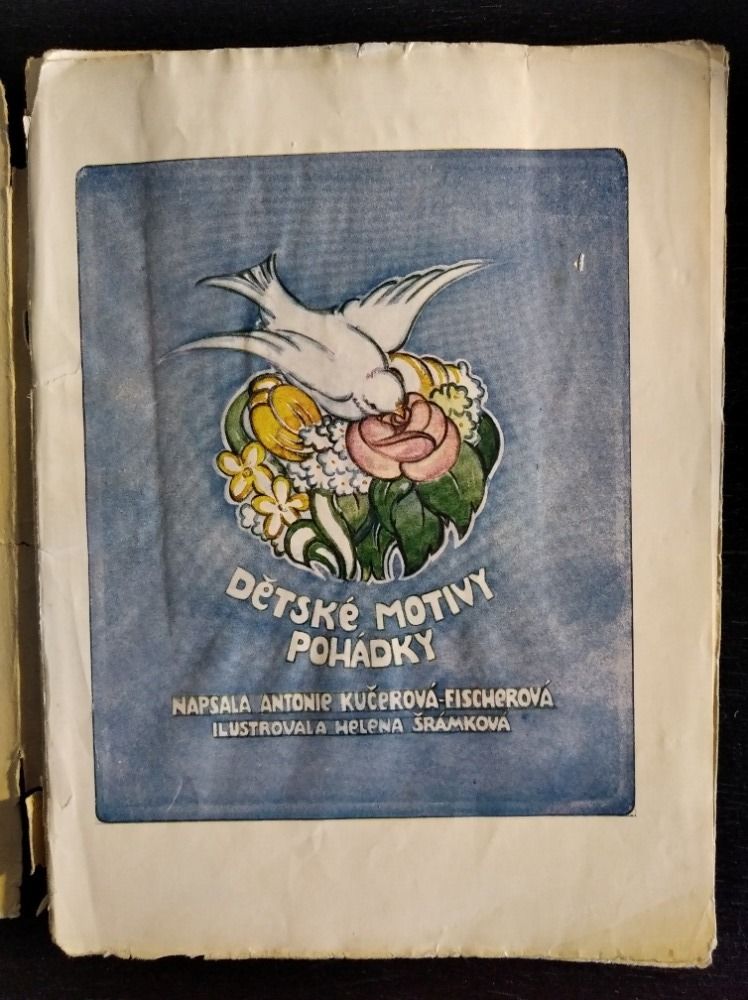 DĚTSKÉ MOTIVY
POHÁDKY
NAPSALA ANTONIE KUČEROVÁ-FISCHEROVÁ
ILUSTROVALA HELENA ŠRÁMKOVÁ